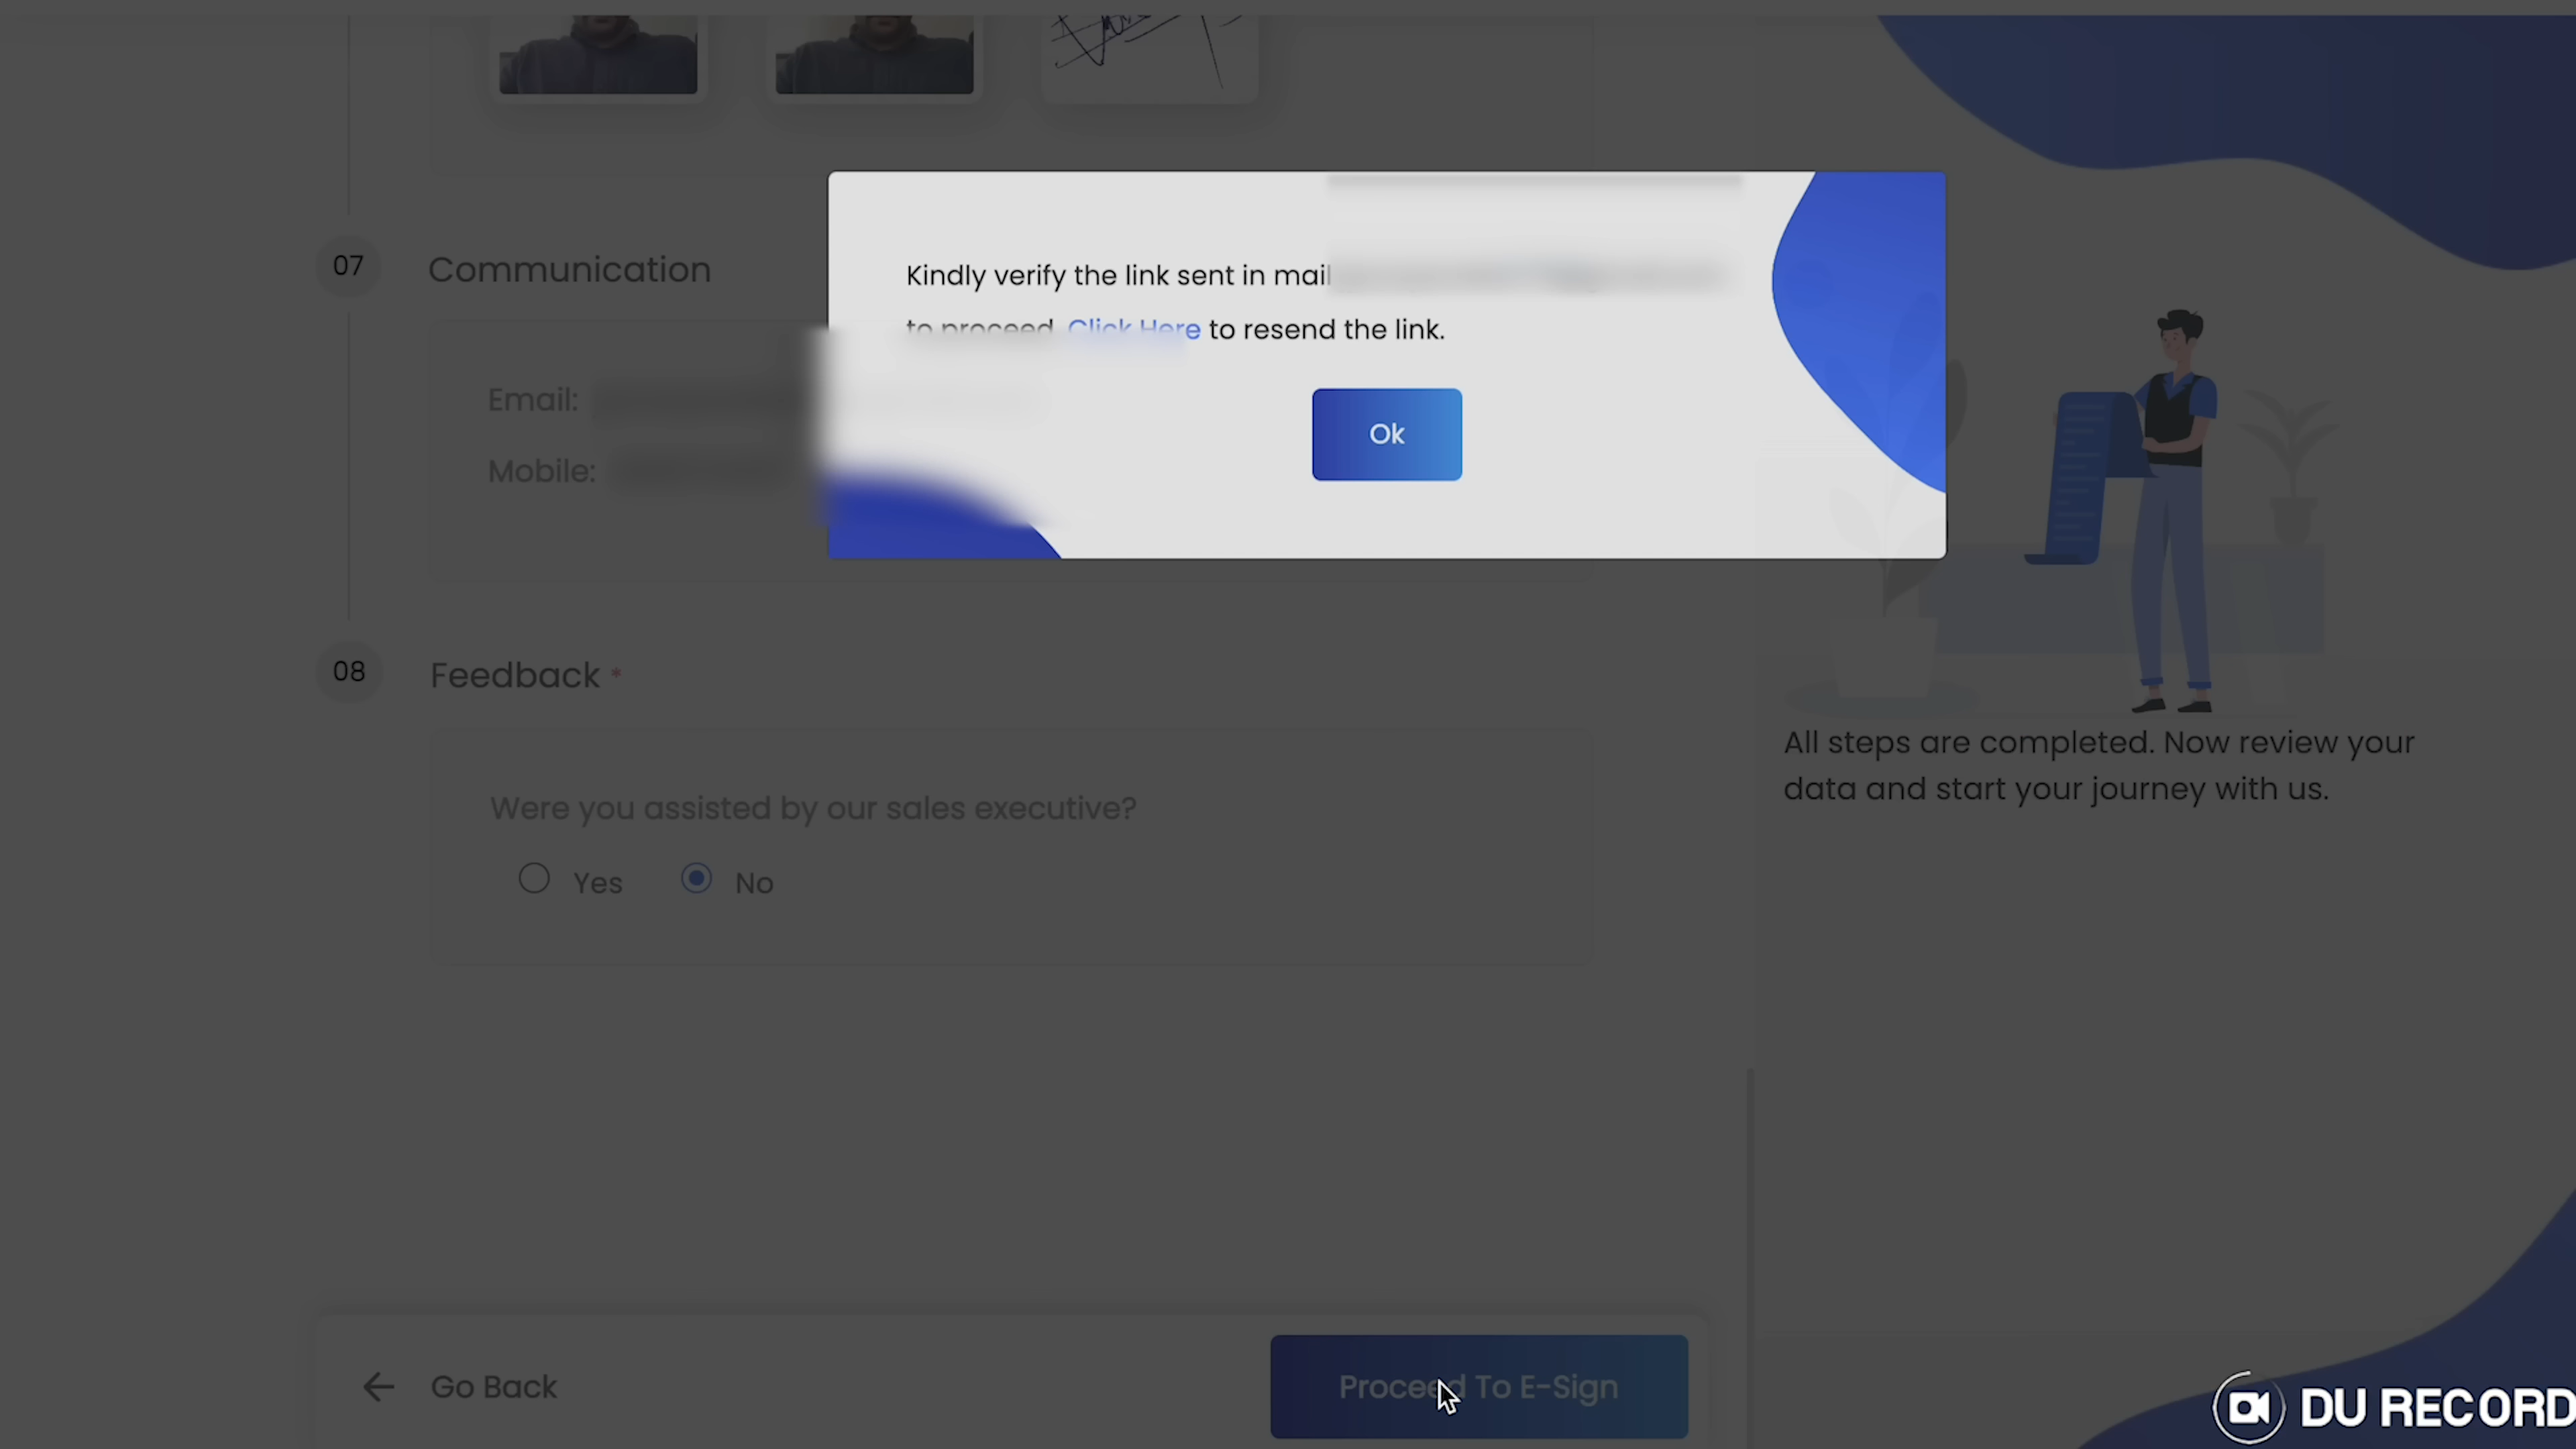 07
Communication
Kindly verify the link sent in mail
to proceed. Click Here to resend the link.
Email:
Mobile:
Ok
08
Feedback *
Were you assisted by our sales executive?
Yes
No
All steps are completed. Now review your
data and start your journey with us.
Go Back
Proceed To E-Sign
DU RECORD